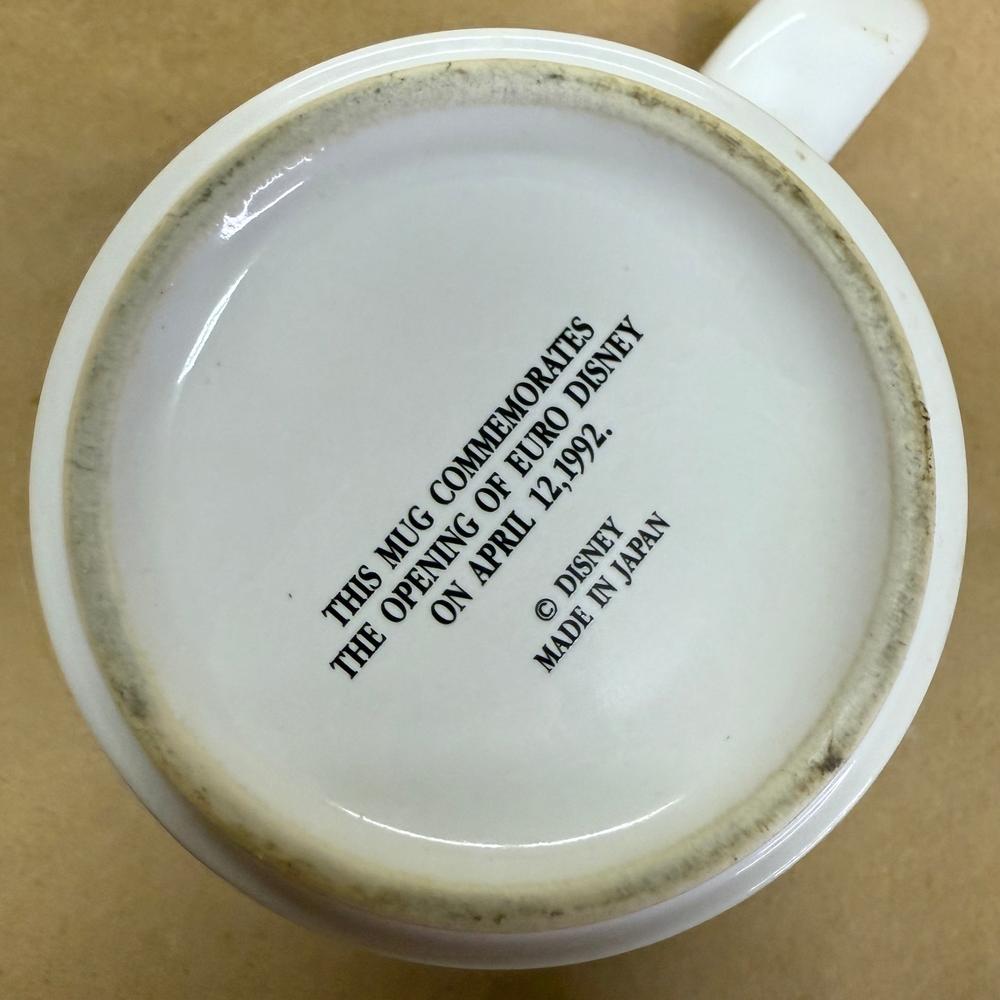 THIS MUG COMMEMORATES
THE OPENING OF EURO DISNEY
ON APRIL 12,1992.
© DISNEY
MADE IN JAPAN